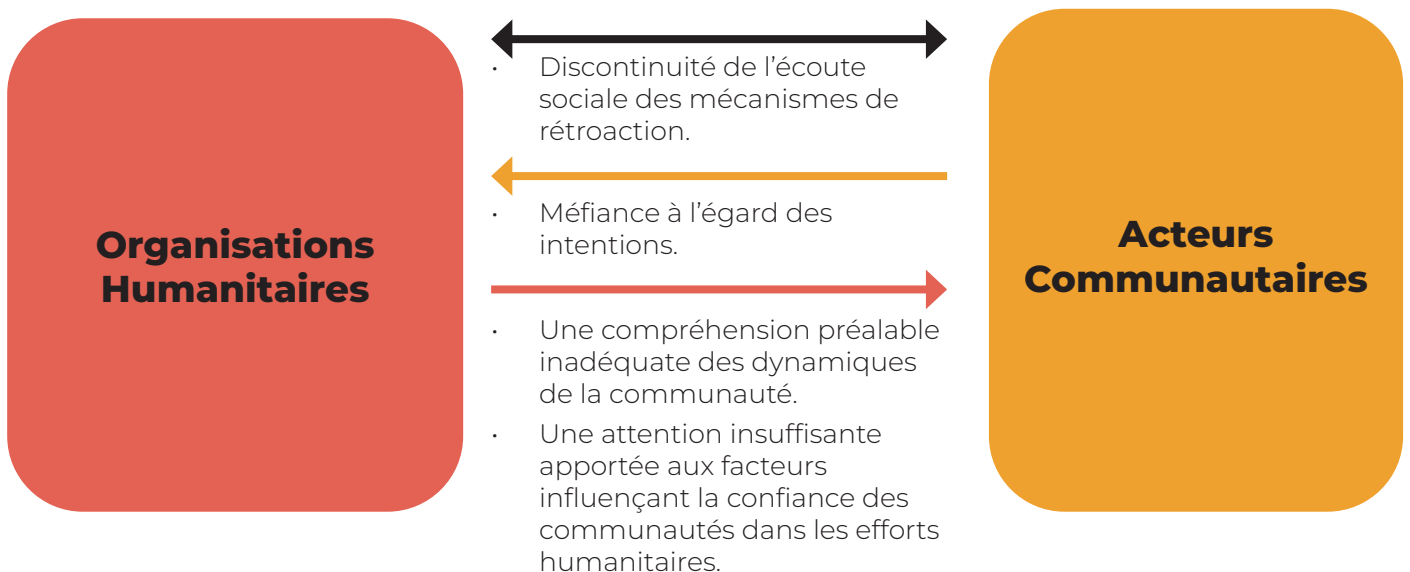 Organisations
Humanitaires
• Discontinuité de l’écoute
sociale des mécanismes de
rétroaction.
• Méfiance à l’égard des
intentions.
• Une compréhension préalable
inadéquate des dynamiques
de la communauté.
• Une attention insuffisante
apportée aux facteurs
influençant la confiance des
communautés dans les efforts
humanitaires.
Acteurs
Communautaires